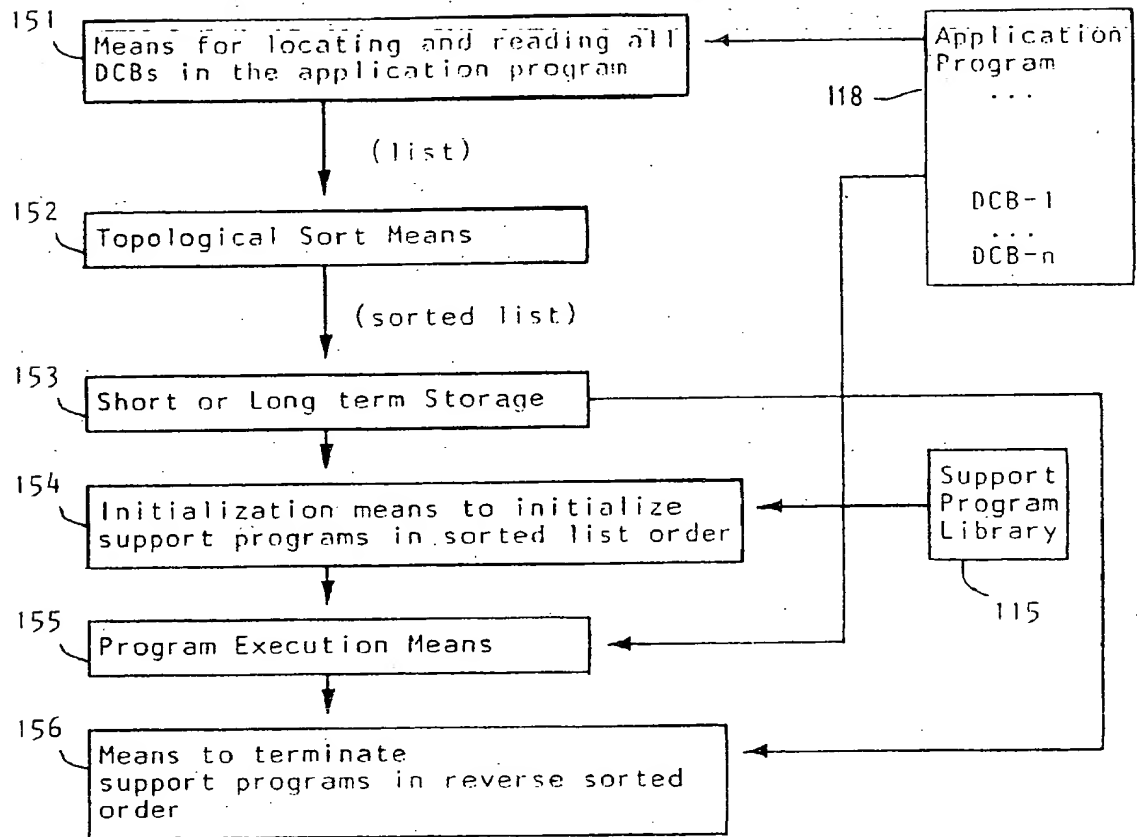 151
Means for locating and reading all
DCBs in the application program
Application
Program
...
118
(list)
DCB-1
...
DCB-n
152
Topological Sort Means
(sorted list)
153
Short or Long term Storage
154
Initialization means to initialize
support programs in sorted list order
Support
Program
Library
115
155
Program Execution Means
156
Means to terminate
support programs in reverse sorted
order